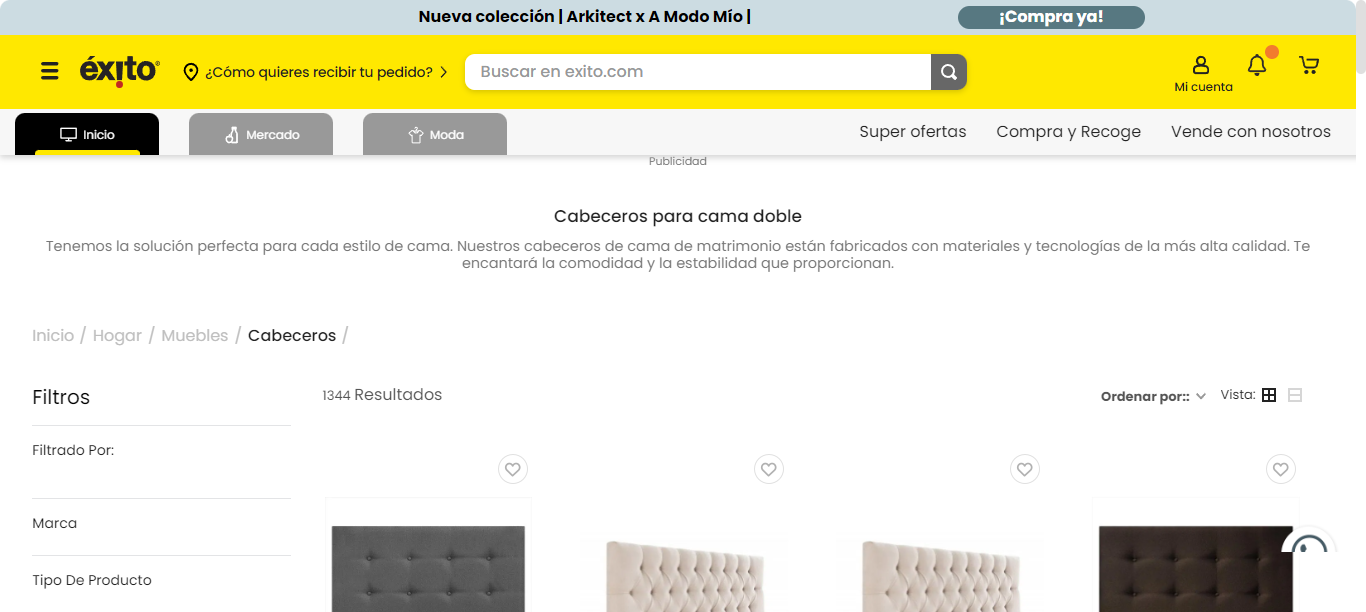 Nueva colección | Arkitect x A Modo Mío |
¡Compra ya!
éxito
¿Cómo quieres recibir tu pedido?
Buscar en exito.com
Mi cuenta
Inicio
Mercado
Moda
Super ofertas
Compra y Recoge
Vende con nosotros
Publicidad
Cabeceros para cama doble
Tenemos la solución perfecta para cada estilo de cama. Nuestros cabeceros de cama de matrimonio están fabricados con materiales y tecnologías de la más alta calidad. Te
encantará la comodidad y la estabilidad que proporcionan.
Inicio / Hogar / Muebles / Cabeceros /
Filtros
1344 Resultados
Ordenar por::
Vista:
Filtrado Por:
Marca
Tipo De Producto